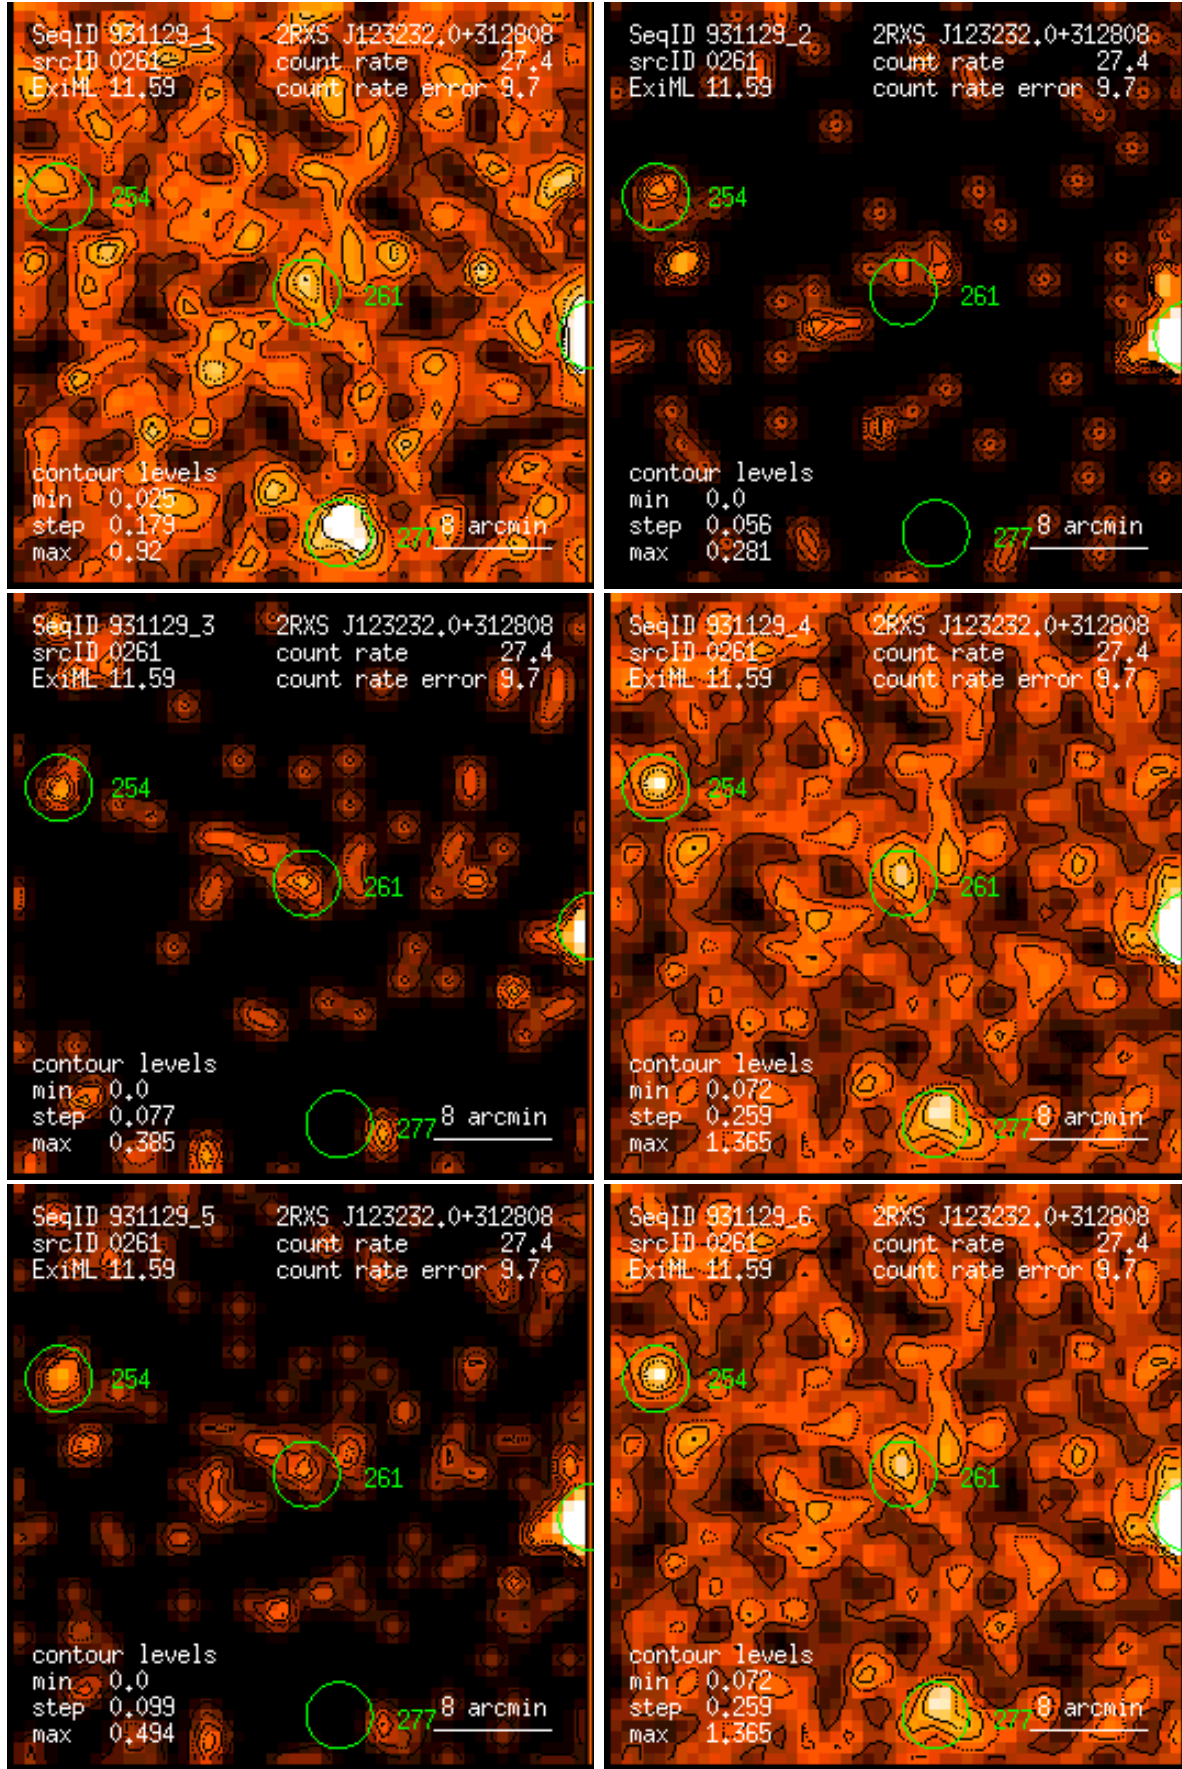 SeqID 931129_1 2RXS J123232.0+312808
srcID 0261 count rate 27.4
ExiML 11.59 count rate error 9.7
254
261
contour levels
min 0.025
step 0.179
max 0.92
277 8 arcmin
SeqID 931129_2 2RXS J123232.0+312808
srcID 0261 count rate 27.4
ExiML 11.59 count rate error 9.7
254
261
contour levels
min 0.0
step 0.056
max 0.281
277 8 arcmin
SeqID 931129_3 2RXS J123232.0+312808
srcID 0261 count rate 27.4
ExiML 11.59 count rate error 9.7
254
261
contour levels
min 0.0
step 0.077
max 0.385
277 8 arcmin
SeqID 931129_4 2RXS J123232.0+312808
srcID 0261 count rate 27.4
ExiML 11.59 count rate error 9.7
254
261
contour levels
min 0.072
step 0.259
max 1.365
277 8 arcmin
SeqID 931129_5 2RXS J123232.0+312808
srcID 0261 count rate 27.4
ExiML 11.59 count rate error 9.7
254
261
contour levels
min 0.0
step 0.099
max 0.494
277 8 arcmin
SeqID 931129_6 2RXS J123232.0+312808
srcID 0261 count rate 27.4
ExiML 11.59 count rate error 9.7
254
261
contour levels
min 0.072
step 0.259
max 1.365
277 8 arcmin